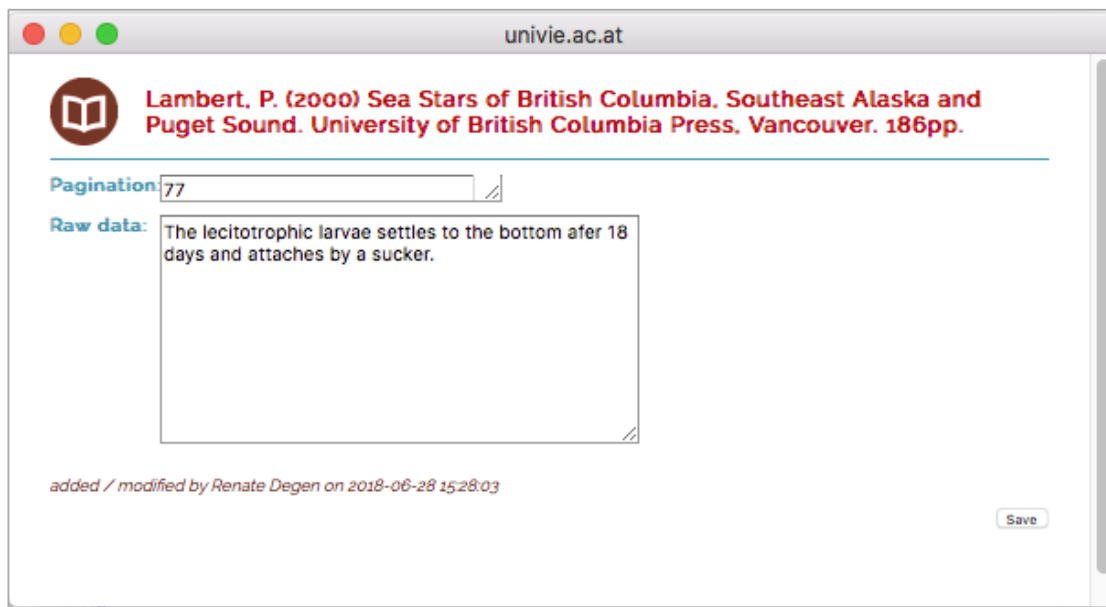 univie.ac.at
Lambert, P. (2000) Sea Stars of British Columbia, Southeast Alaska and
Puget Sound. University of British Columbia Press, Vancouver. 186pp.
Pagination: 77
Raw data: The lecitotrophic larvae settles to the bottom afer 18
days and attaches by a sucker.
added / modified by Renate Degen on 2018-06-28 15:28:03
Save